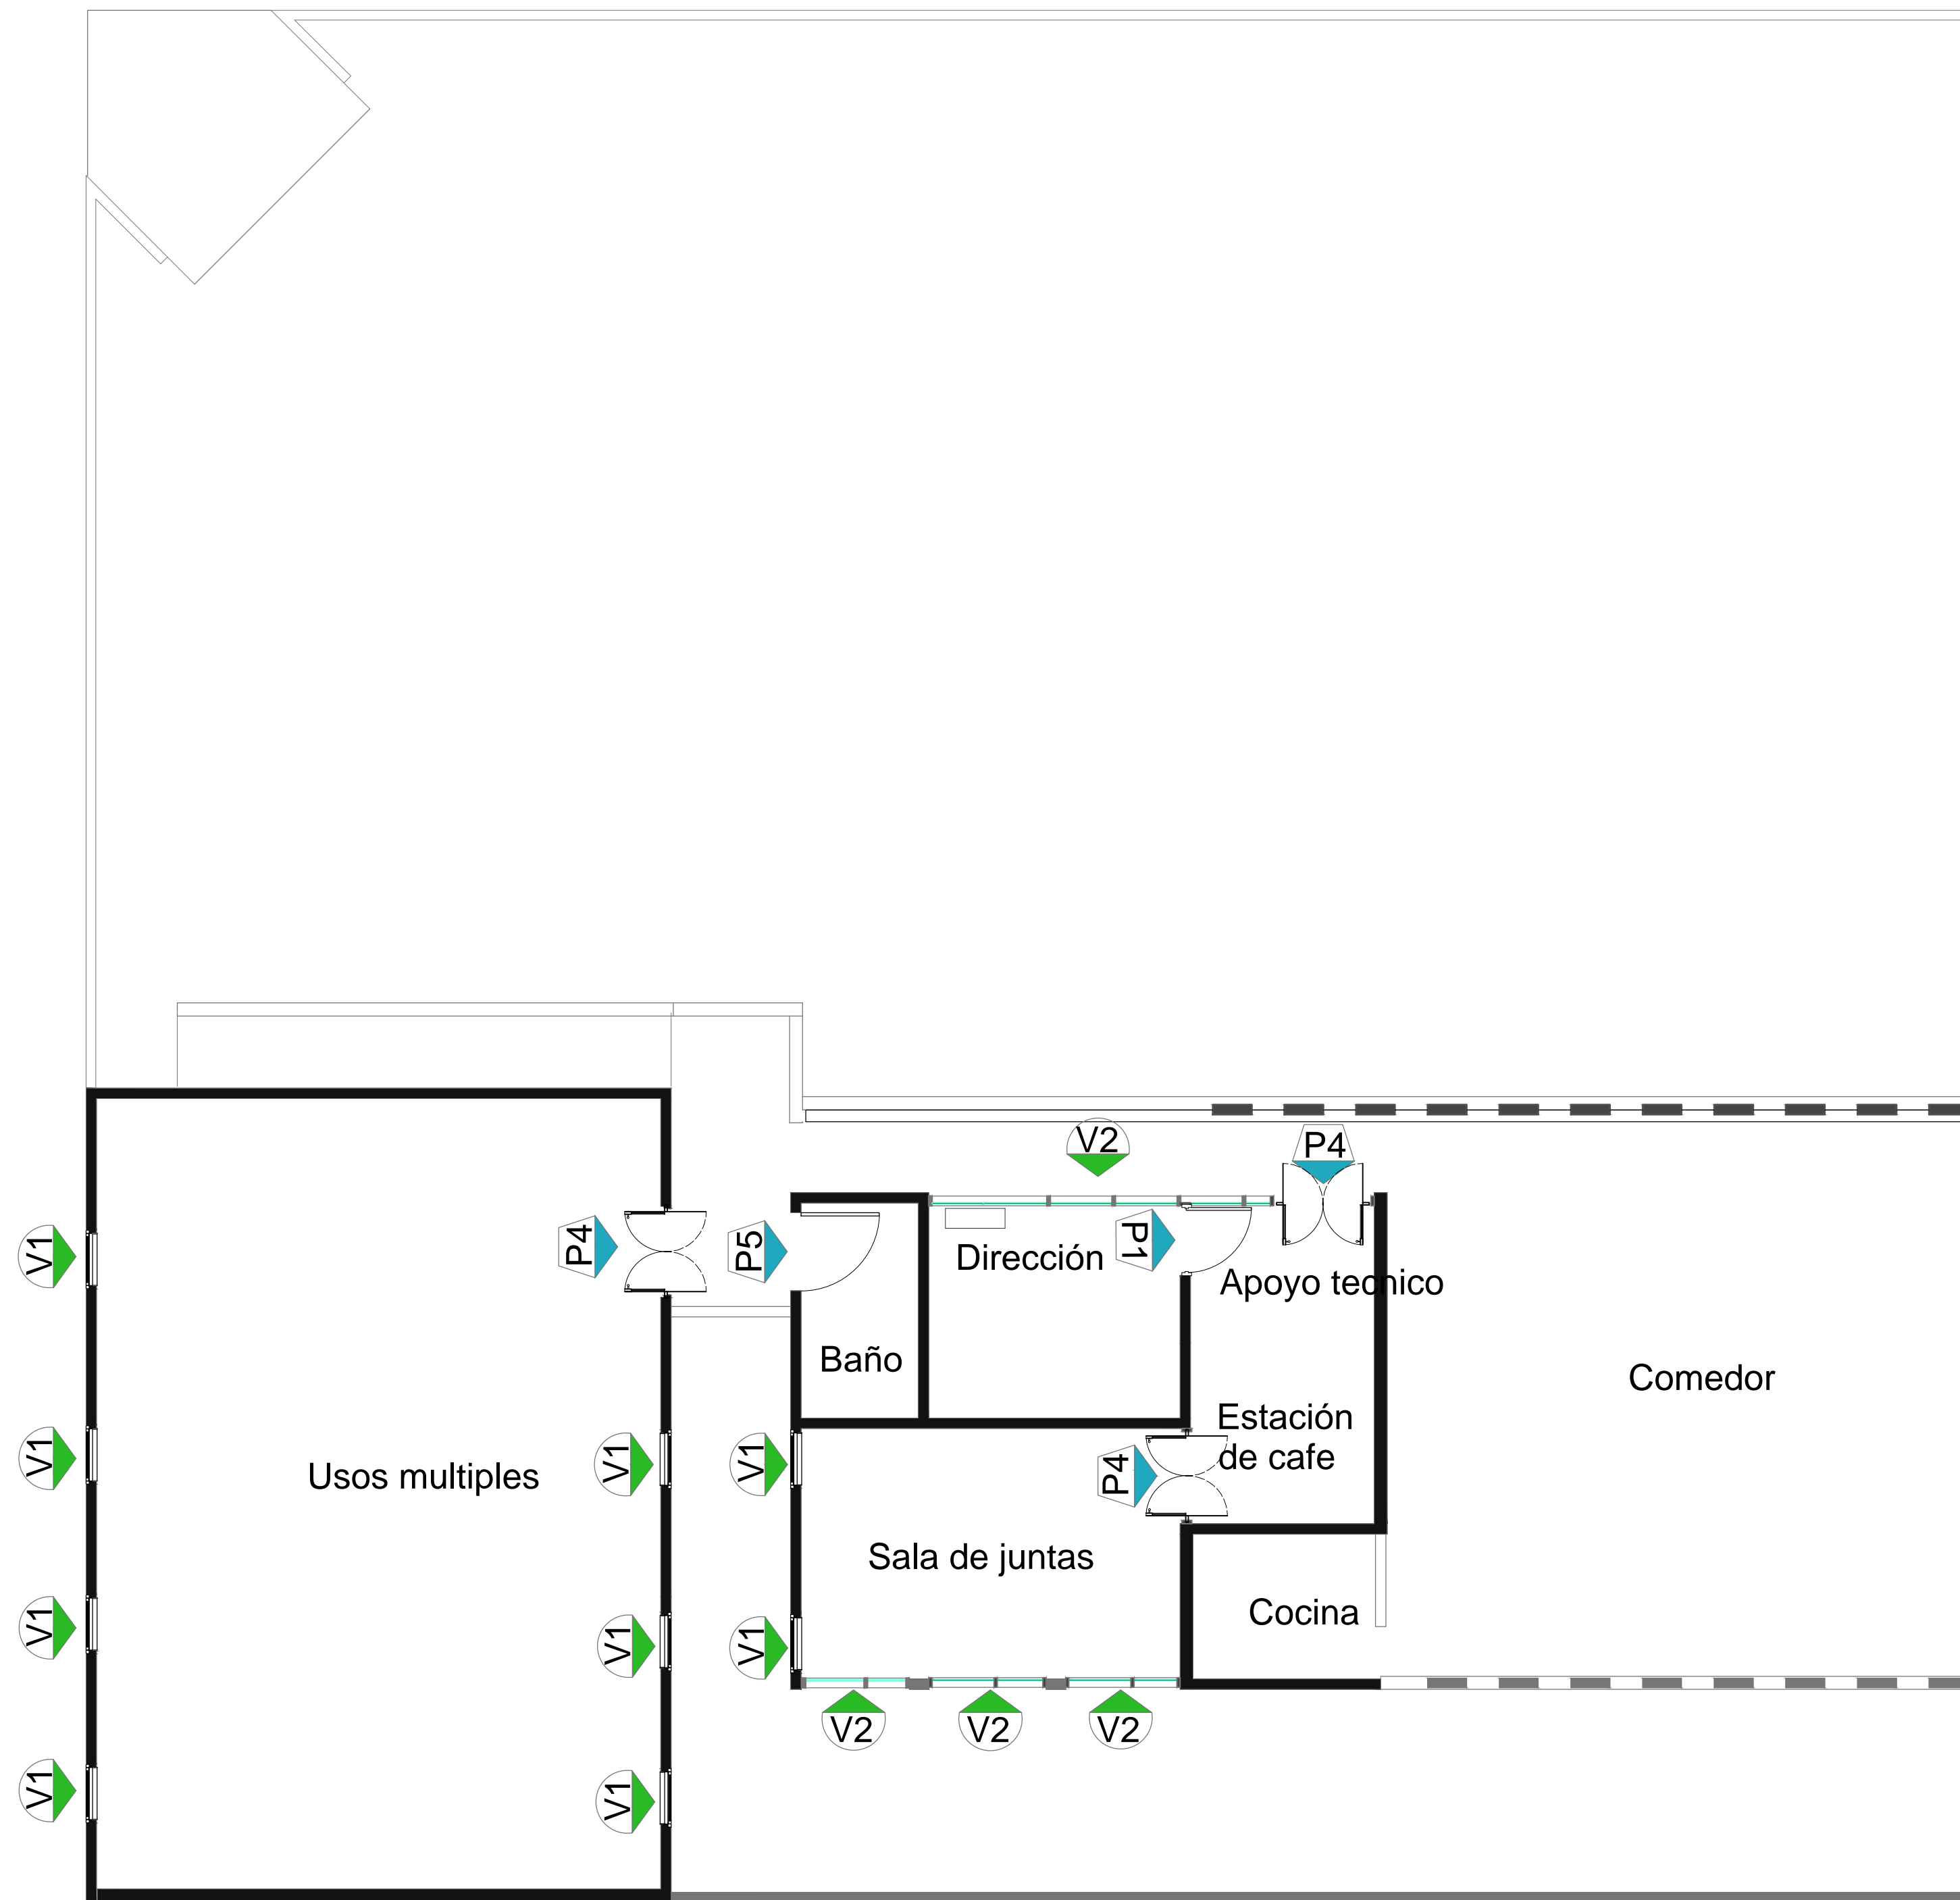 V2
P4
P4
P5
P1
V1
Dirección
Apoyo tecnico
Baño
Comedor
Estación
de cafe
V1
V1
V1
P4
Usos multiples
Sala de juntas
Cocina
V1
V1
V1
V2
V2
V2
V1
V1